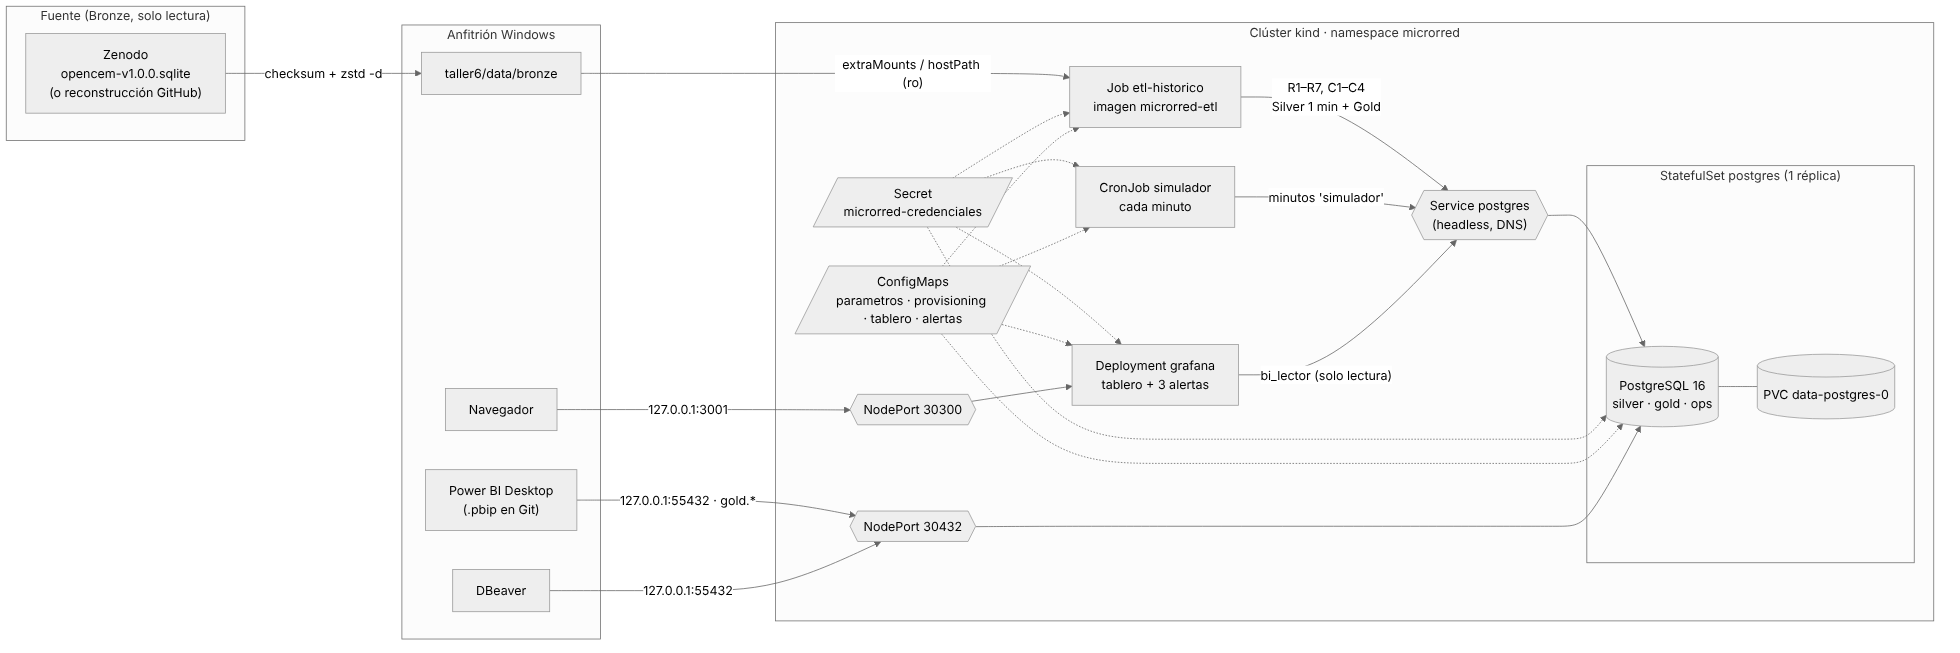 Fuente (Bronze, solo lectura)
Zenodo
opencem-v1.0.0.sqlite
(o reconstrucción GitHub)
checksum + zstd -d
Anfitrión Windows
taller6/data/bronze
Navegador
Power BI Desktop
(.pbip en Git)
DBeaver
extraMounts / hostPath
(ro)
127.0.0.1:3001
127.0.0.1:55432 · gold.*
127.0.0.1:55432
Clúster kind · namespace microrred
Job etl-historico
imagen microrred-etl
R1–R7, C1–C4
Silver 1 min + Gold
Secret
microrred-credenciales
CronJob simulador
cada minuto
minutos 'simulador'
Service postgres
(headless, DNS)
ConfigMaps
parametros · provisioning
· tablero · alertas
Deployment grafana
tablero + 3 alertas
bi_lector (solo lectura)
NodePort 30300
NodePort 30432
StatefulSet postgres (1 réplica)
PostgreSQL 16
silver · gold · ops
PVC data-postgres-0